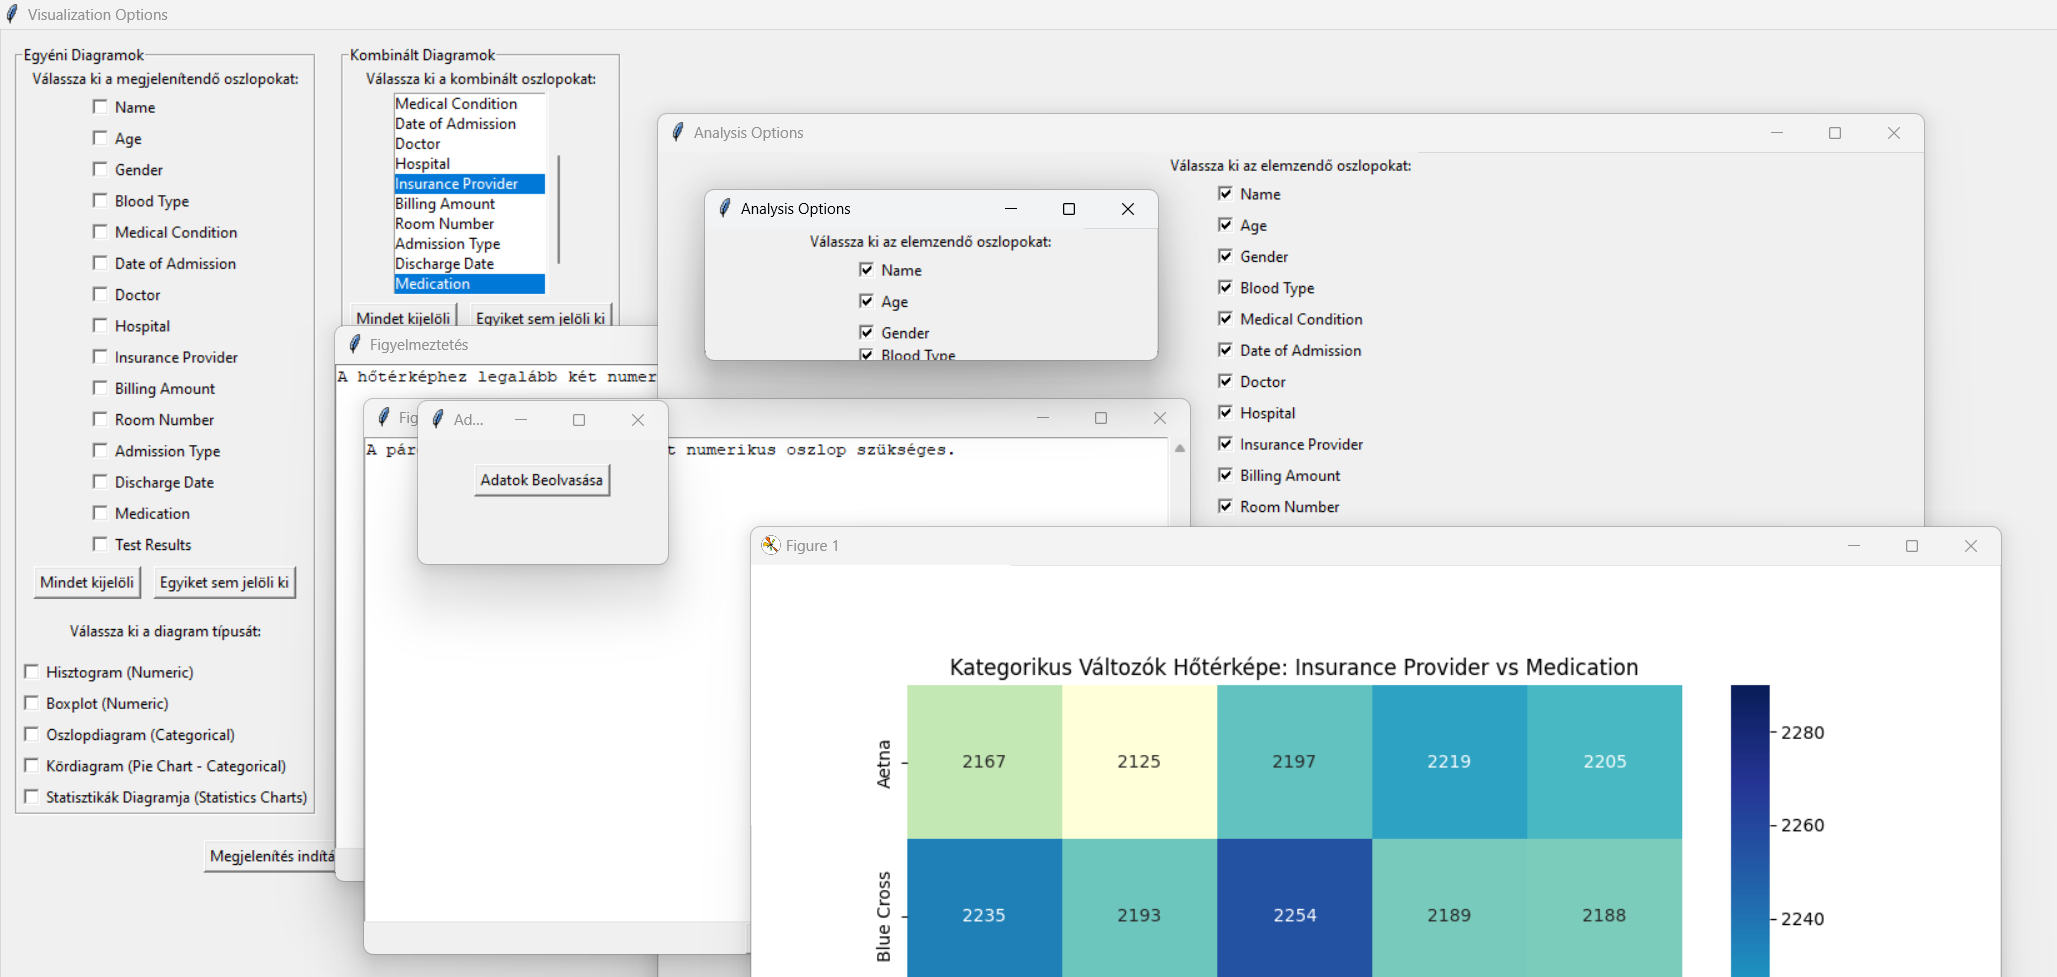 Visualization Options
Egyéni Diagramok
Válassza ki a megjelenítendő oszlopokat:
Name
Age
Gender
Blood Type
Medical Condition
Date of Admission
Doctor
Hospital
Insurance Provider
Billing Amount
Room Number
Admission Type
Discharge Date
Medication
Test Results
Mindet kijelöli
Egyiket sem jelöli ki
Válassza ki a diagram típusát:
Hisztogram (Numeric)
Boxplot (Numeric)
Oszlopdiagram (Categorical)
Kördiagram (Pie Chart - Categorical)
Statisztikák Diagramja (Statistics Charts)
Megjelenítés
Kombinált Diagramok
Válassza ki a kombinált oszlopokat:
Medical Condition
Date of Admission
Doctor
Hospital
Insurance Provider
Billing Amount
Room Number
Admission Type
Discharge Date
Medication
Mindet kijelöli
Egyiket sem jelöli ki
Analysis Options
Válassza ki az elemzendő oszlopokat:
Name
Age
Gender
Blood Type
Medical Condition
Date of Admission
Doctor
Hospital
Insurance Provider
Billing Amount
Room Number
Analysis Options
Válassza ki az elemzendő oszlopokat:
Name
Age
Gender
Blood Type
Figyelmeztetés
A hőtérképhez legalább két
Ad...
Adatok Beolvasása
numerikus oszlop szükséges.
Figure 1
Kategorikus Változók Hőtérképe: Insurance Provider vs Medication
Aetna
2167 2125 2197 2219 2205
Blue Cross
2235 2193 2254 2189 2188
2280
2260
2240